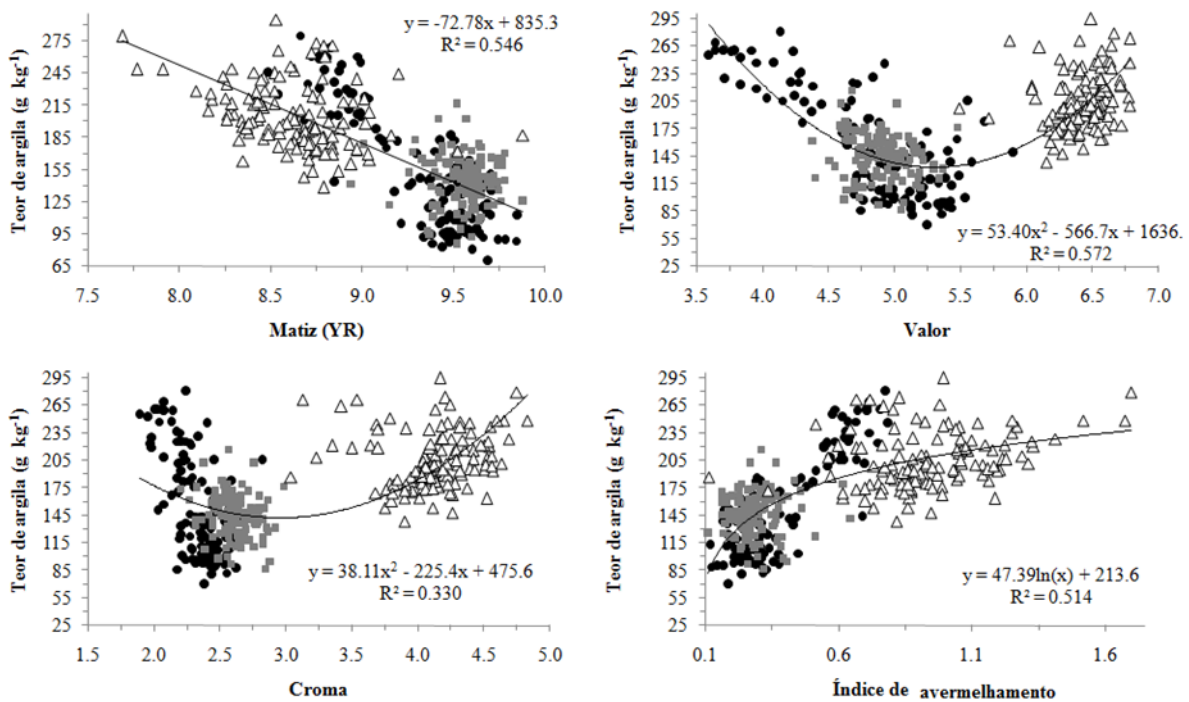 Teor de argila (g kg-1)
295
275
245
215
185
155
125
95
65
7.5 8.0 8.5 9.0 9.5 10.0
Matiz (YR)
y = -72.78x + 835.3
R² = 0.546
Teor de argila (g kg-1)
295
265
235
205
175
145
115
85
55
25
3.5 4.0 4.5 5.0 5.5 6.0 6.5 7.0
Valor
y = 53.40x² - 566.7x + 1636.
R² = 0.572
Teor de argila (g kg-1)
295
265
235
205
175
145
115
85
55
25
1.5 2.0 2.5 3.0 3.5 4.0 4.5 5.0
Croma
y = 38.11x² - 225.4x + 475.6
R² = 0.330
Teor de argila (g kg-1)
295
265
235
205
175
145
115
85
55
25
0.1 0.6 1.1 1.6
Índice de avermelhamento
y = 47.39ln(x) + 213.6
R² = 0.514